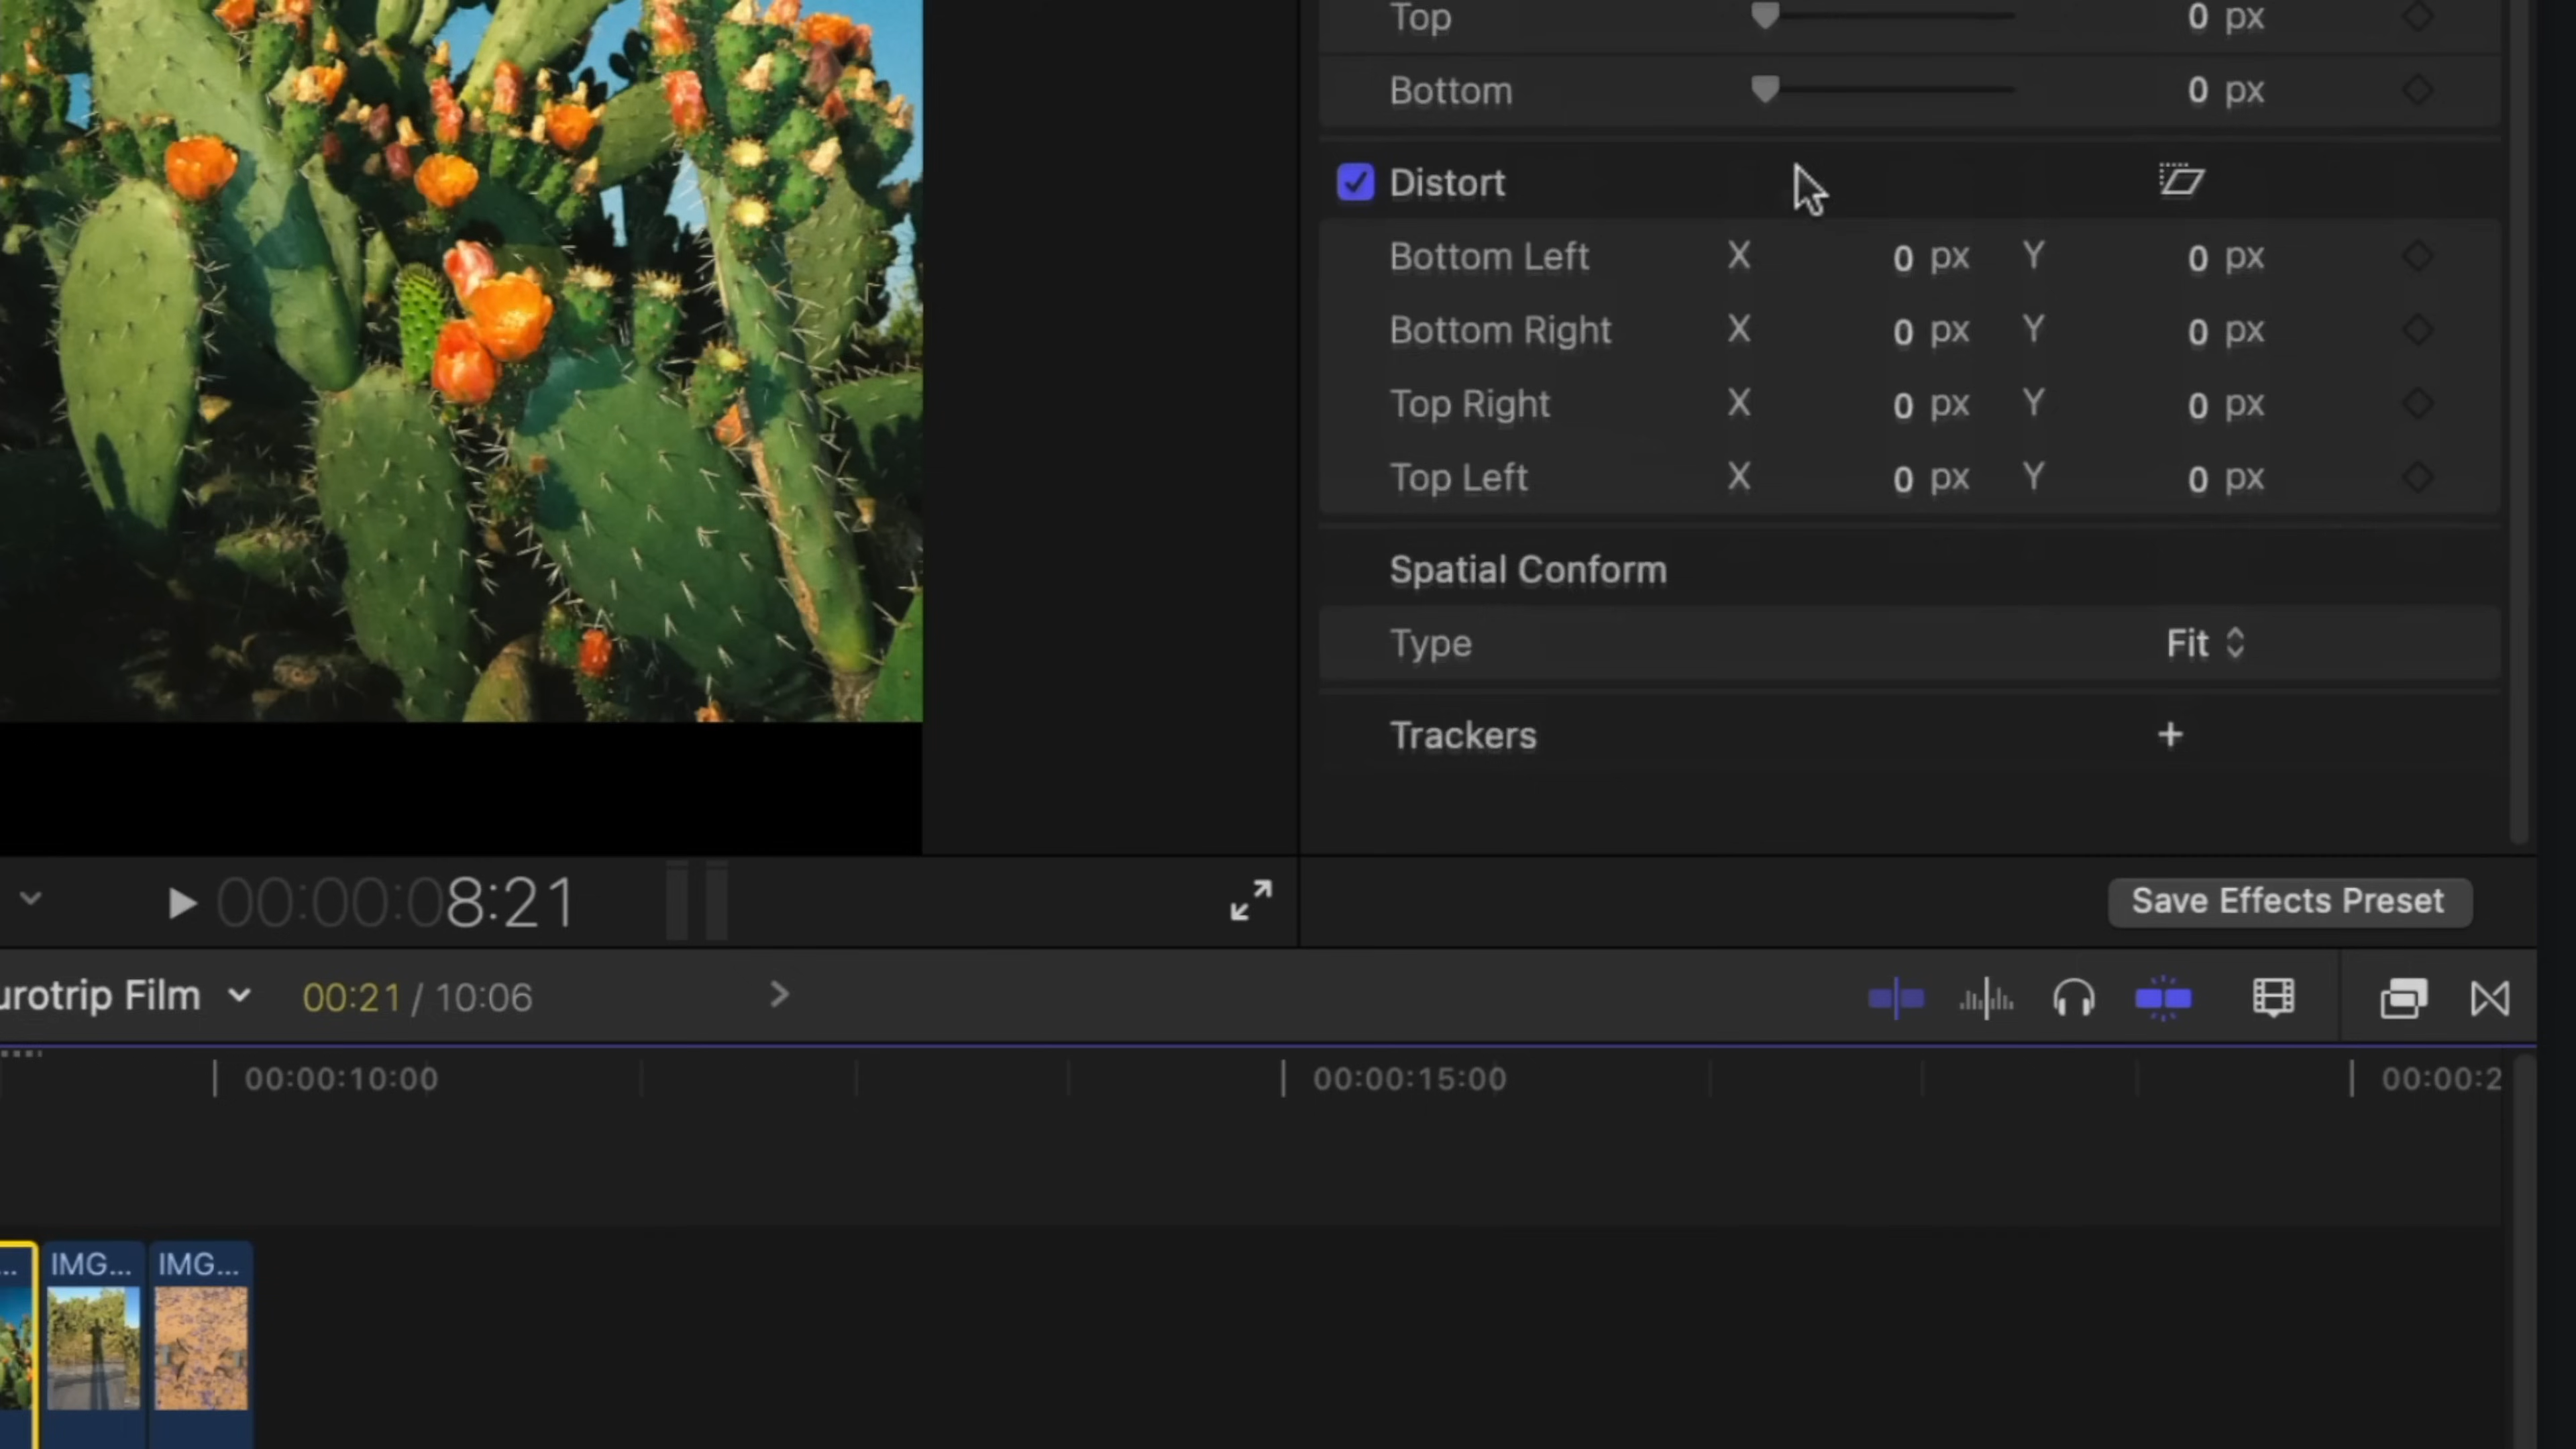 Top 0 px
Bottom 0 px
Distort
Bottom Left X 0 px Y 0 px
Bottom Right X 0 px Y 0 px
Top Right X 0 px Y 0 px
Top Left X 0 px Y 0 px
Spatial Conform
Type Fit
Trackers +
00:00:08:21
Save Effects Preset
urotrip Film 00:21 / 10:06
00:00:10:00 00:00:15:00 00:00:2
... IMG... IMG...